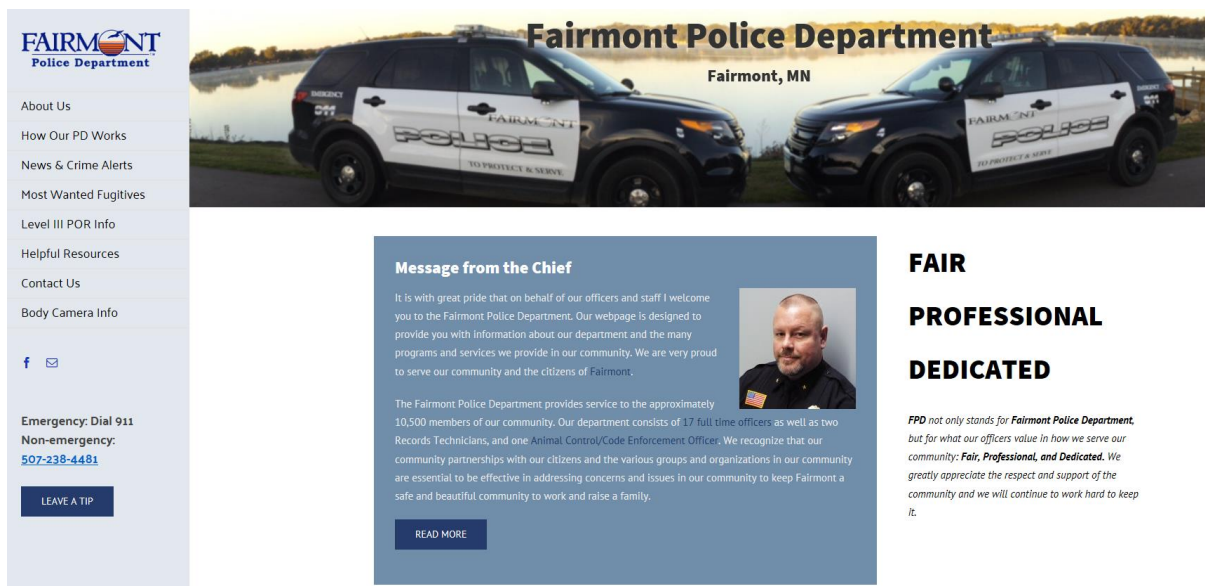 FAIRMONT
Police Department
About Us
How Our PD Works
News & Crime Alerts
Most Wanted Fugitives
Level III POR Info
Helpful Resources
Contact Us
Body Camera Info
Emergency: Dial 911
Non-emergency:
507-238-4481
LEAVE A TIP
Fairmont Police Department
Fairmont, MN
EMERGENCY
911
FAIRMONT
POLICE
TO PROTECT & SERVE
FAIRMONT
POLICE
TO PROTECT & SERVE
Message from the Chief
It is with great pride that on behalf of our officers and staff I welcome
you to the Fairmont Police Department. Our webpage is designed to
provide you with information about our department and the many
programs and services we provide in our community. We are very proud
to serve our community and the citizens of Fairmont.
The Fairmont Police Department provides service to the approximately
10,500 members of our community. Our department consists of 17 full time officers as well as two
Records Technicians, and one Animal Control/Code Enforcement Officer. We recognize that our
community partnerships with our citizens and the various groups and organizations in our community
are essential to be effective in addressing concerns and issues in our community to keep Fairmont a
safe and beautiful community to work and raise a family.
READ MORE
FAIR
PROFESSIONAL
DEDICATED
FPD not only stands for Fairmont Police Department,
but for what our officers value in how we serve our
community: Fair, Professional, and Dedicated. We
greatly appreciate the respect and support of the
community and we will continue to work hard to keep
it.